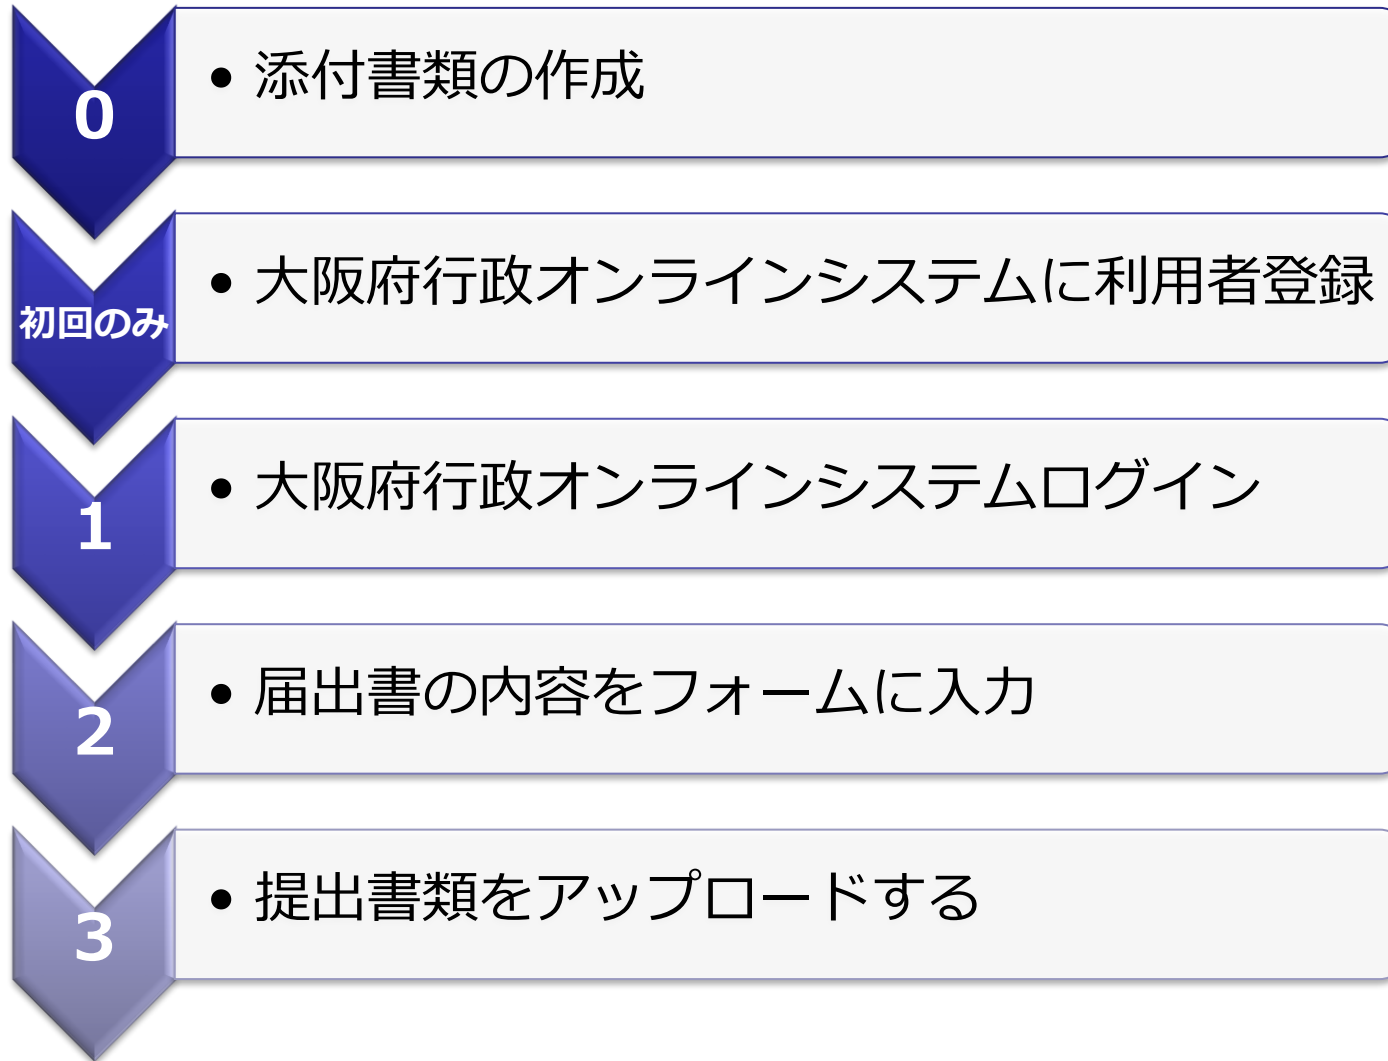 0
• 添付書類の作成
初回のみ
• 大阪府行政オンラインシステムに利用者登録
1
• 大阪府行政オンラインシステムログイン
2
• 届出書の内容をフォームに入力
3
• 提出書類をアップロードする